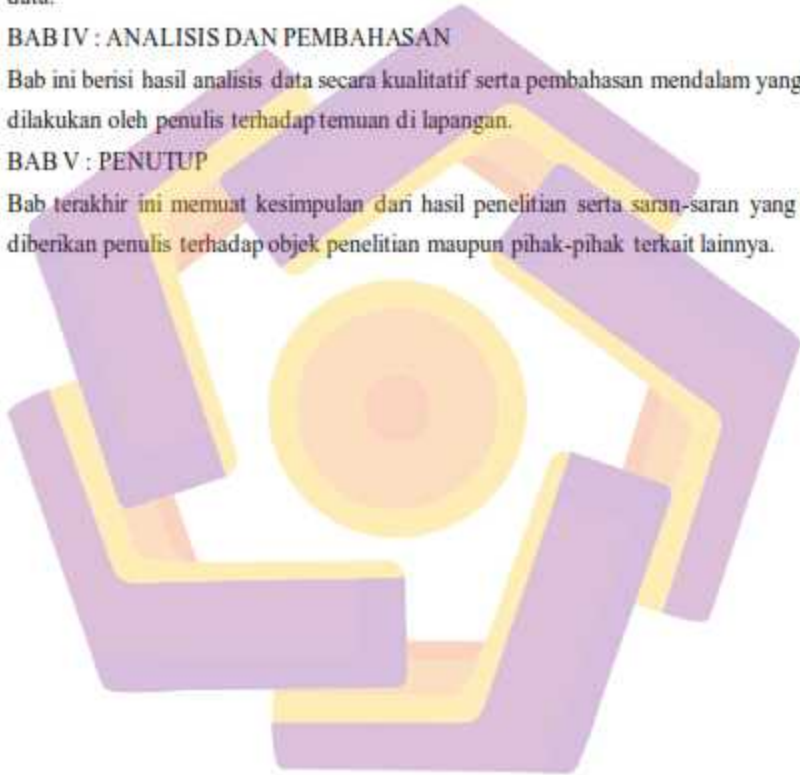 data.
BAB IV : ANALISIS DAN PEMBAHASAN
Bab ini berisi hasil analisis data secara kualitatif serta pembahasan mendalam yang
dilakukan oleh penulis terhadap temuan di lapangan.
BAB V : PENUTUP
Bab terakhir ini memuat kesimpulan dari hasil penelitian serta saran-saran yang
diberikan penulis terhadap objek penelitian maupun pihak-pihak terkait lainnya.